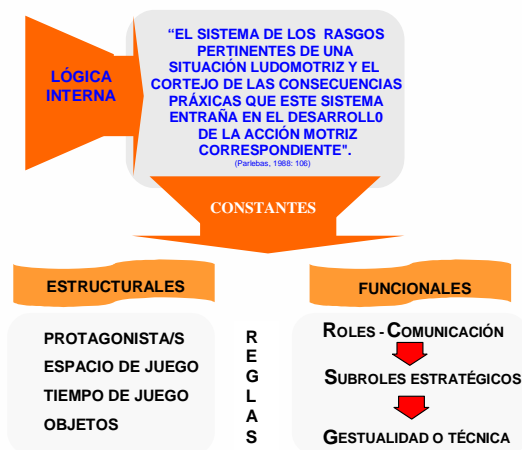 LÓGICA
INTERNA
“EL SISTEMA DE LOS RASGOS
PERTINENTES DE UNA
SITUACIÓN LUDOMOTRIZ Y EL
CORTEJO DE LAS CONSECUENCIAS
PRÁXICAS QUE ESTE SISTEMA
ENTRAÑA EN EL DESARROLL0
DE LA ACCIÓN MOTRIZ
CORRESPONDIENTE".
(Parlebas, 1988: 106)
CONSTANTES
ESTRUCTURALES
PROTAGONISTA/S
ESPACIO DE JUEGO
TIEMPO DE JUEGO
OBJETOS
R
E
G
L
A
S
FUNCIONALES
ROLES - COMUNICACIÓN
SUBROLES ESTRATÉGICOS
GESTUALIDAD O TÉCNICA